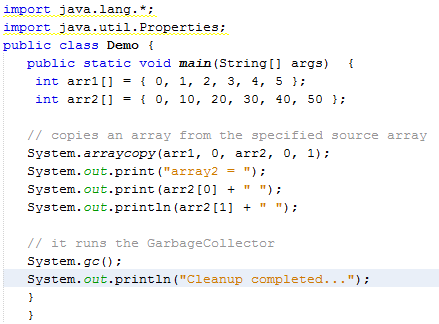 import java.lang.*;
import java.util.Properties;
public class Demo {
public static void main(String[] args)  {
int arr1[] = { 0, 1, 2, 3, 4, 5 };
int arr2[] = { 0, 10, 20, 30, 40, 50 };
// copies an array from the specified source array
System.arraycopy(arr1, 0, arr2, 0, 1);
System.out.print("array2 = ");
System.out.print(arr2[0] + " ");
System.out.println(arr2[1] + " ");
// it runs the GarbageCollector
System.gc();
System.out.println("Cleanup completed...");
}
}